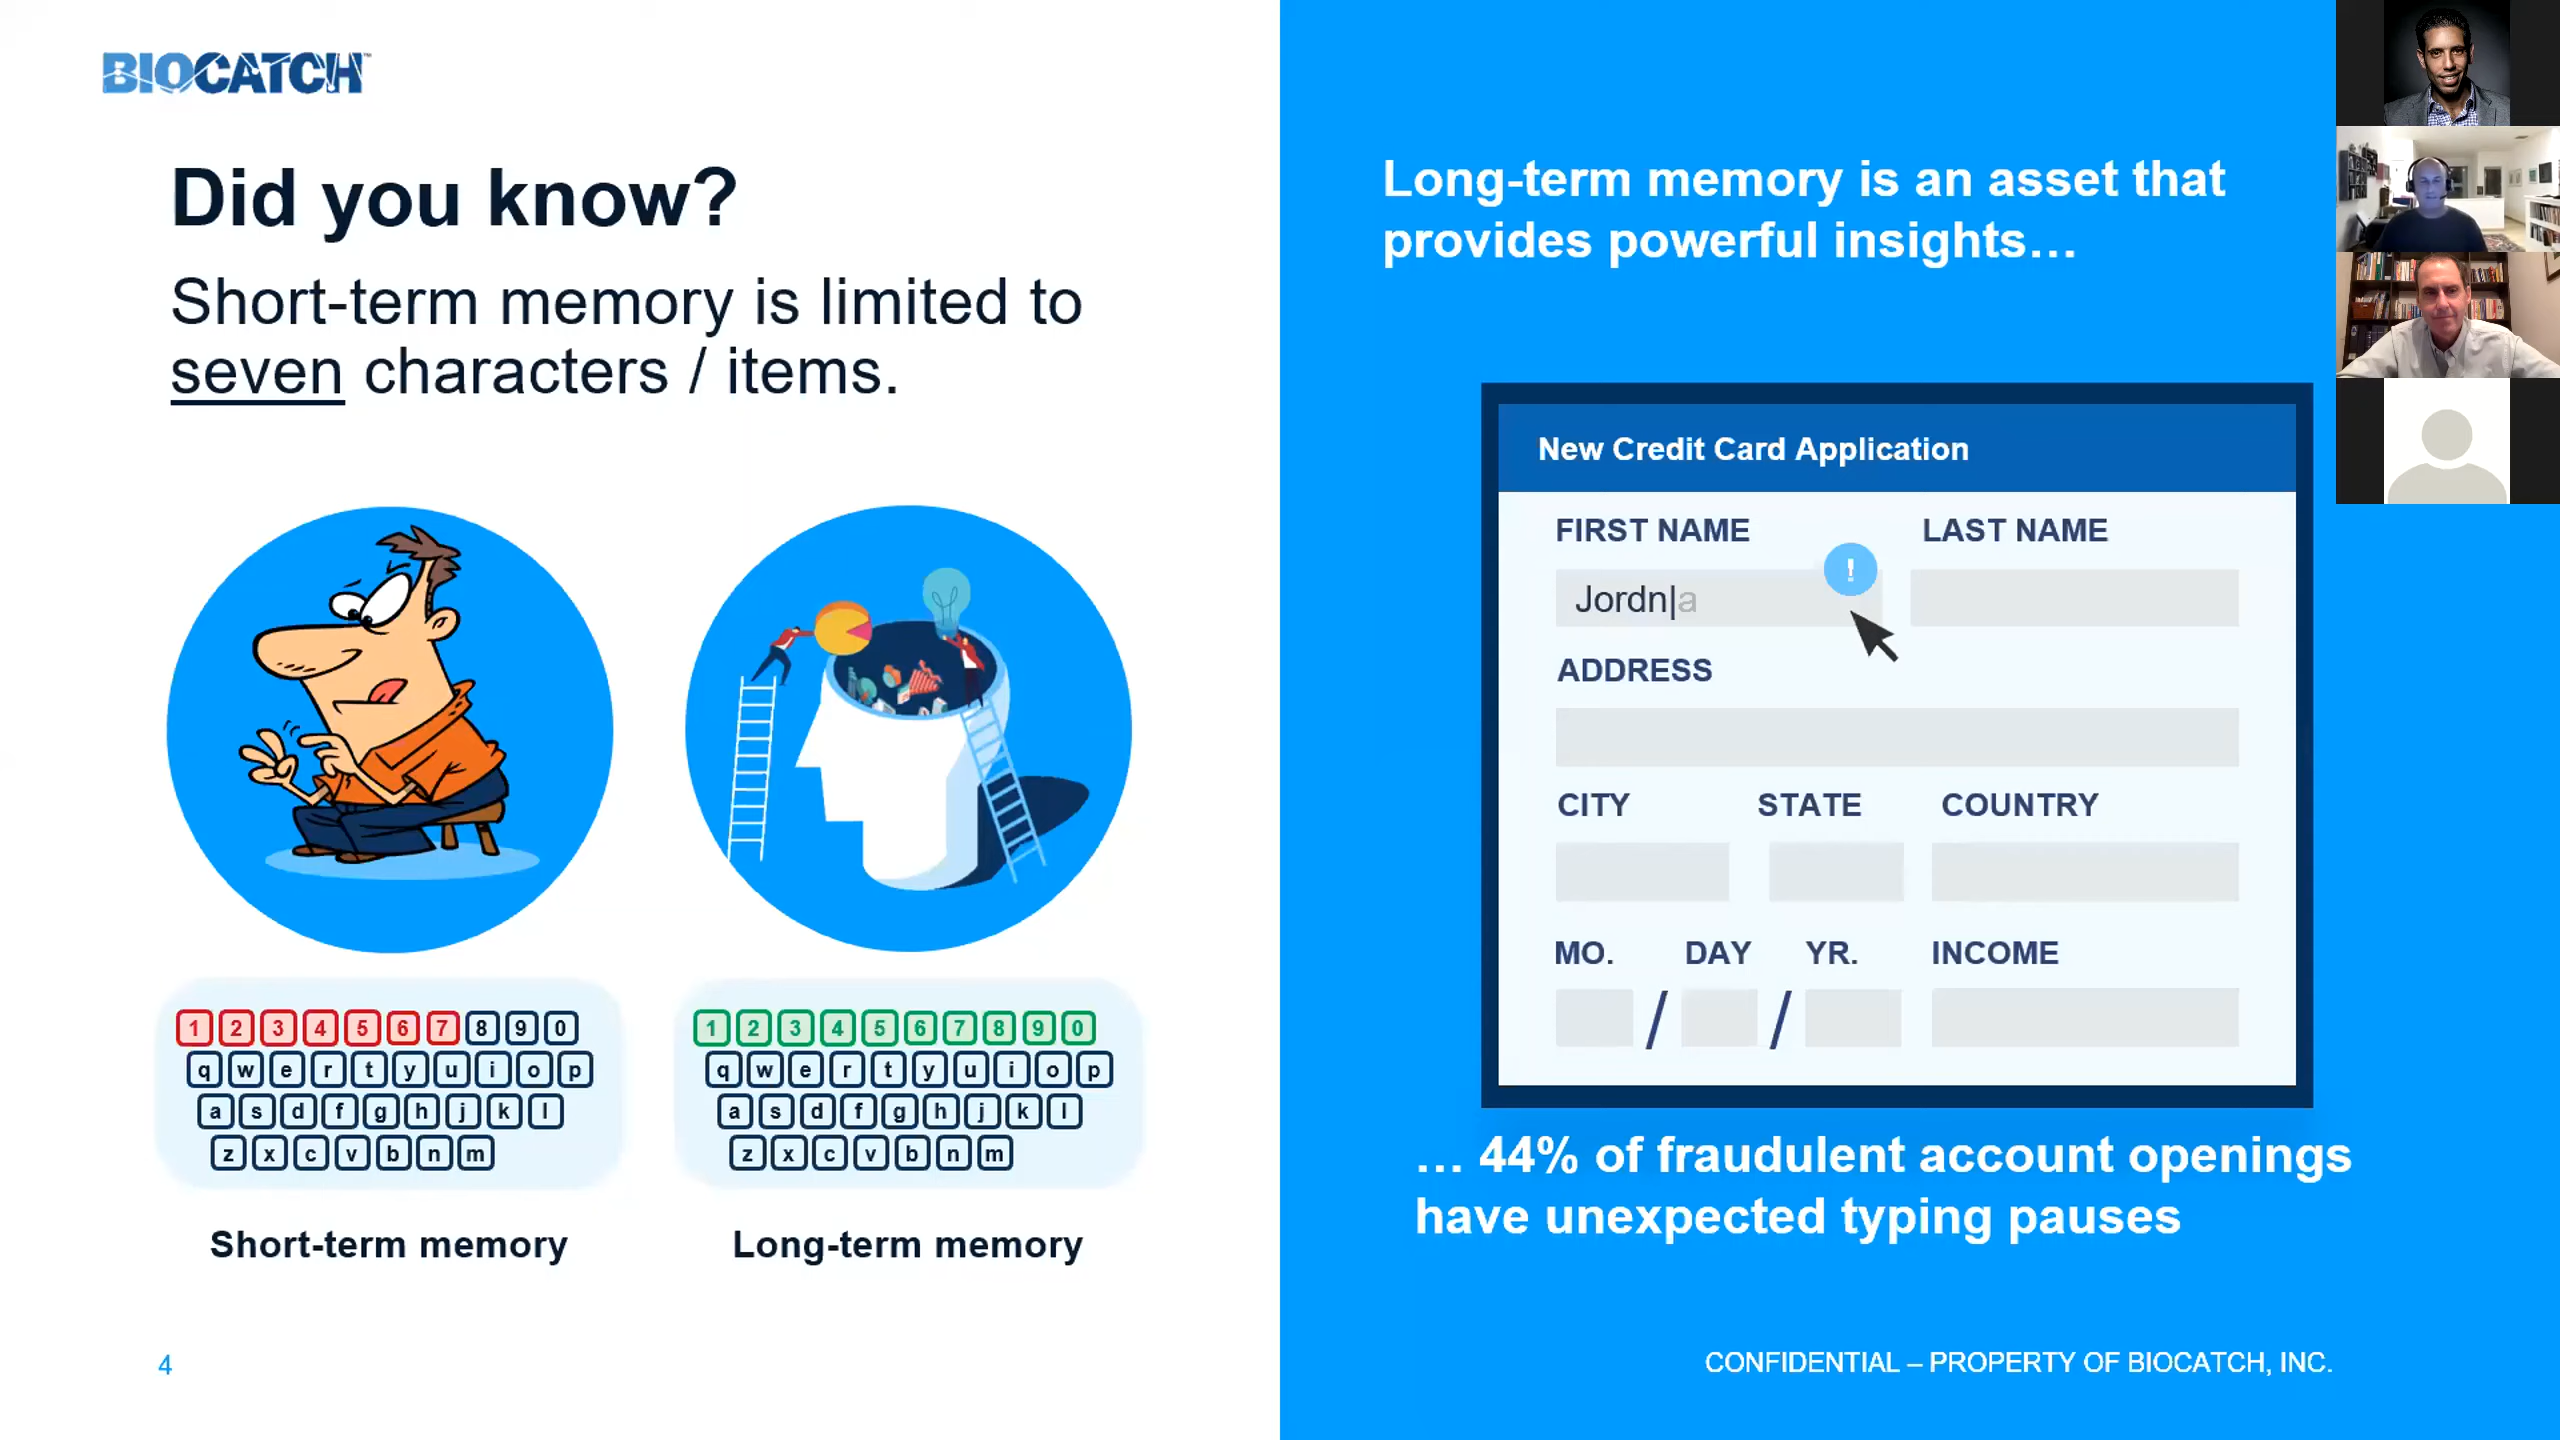 BIOCATCH™
Did you know?
Short-term memory is limited to
seven characters / items.
1 2 3 4 5 6 7 8 9 0
q w e r t y u i o p
a s d f g h j k l
z x c v b n m
Short-term memory
1 2 3 4 5 6 7 8 9 0
q w e r t y u i o p
a s d f g h j k l
z x c v b n m
Long-term memory
4
Long-term memory is an asset that
provides powerful insights…
New Credit Card Application
FIRST NAME LAST NAME
!
Jordn|a
ADDRESS
CITY STATE COUNTRY
MO. DAY YR. INCOME
/ /
… 44% of fraudulent account openings
have unexpected typing pauses
CONFIDENTIAL – PROPERTY OF BIOCATCH, INC.